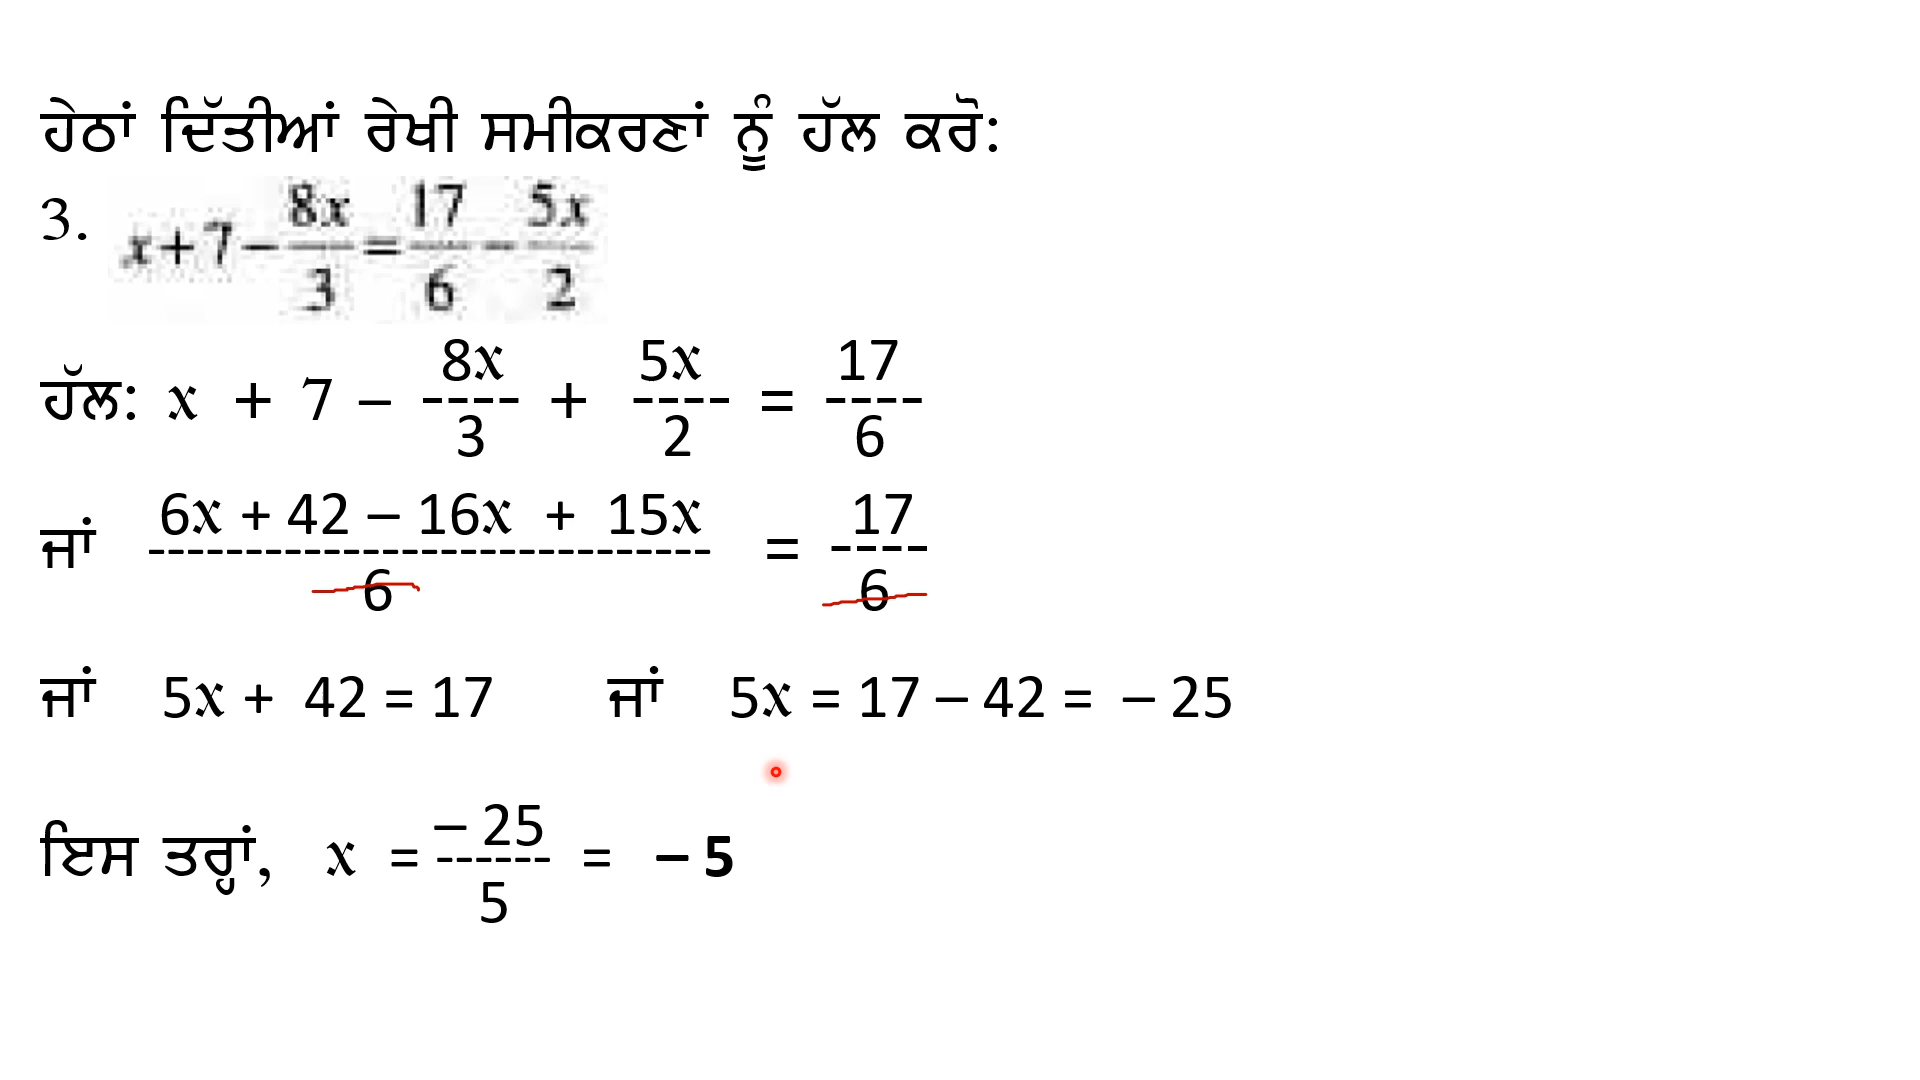 ਹੇਠਾਂ ਦਿੱਤੀਆਂ ਰੇਖੀ ਸਮੀਕਰਣਾਂ ਨੂੰ ਹੱਲ ਕਰੋ:
3. x + 7 − 8x/3 = 17/6 − 5x/2
ਹੱਲ: x + 7 – 8x/3 + 5x/2 = 17/6
ਜਾਂ (6x + 42 – 16x + 15x)/6 = 17/6
ਜਾਂ 5x + 42 = 17 ਜਾਂ 5x = 17 – 42 = – 25
ਇਸ ਤਰ੍ਹਾਂ, x = – 25/5 = – 5